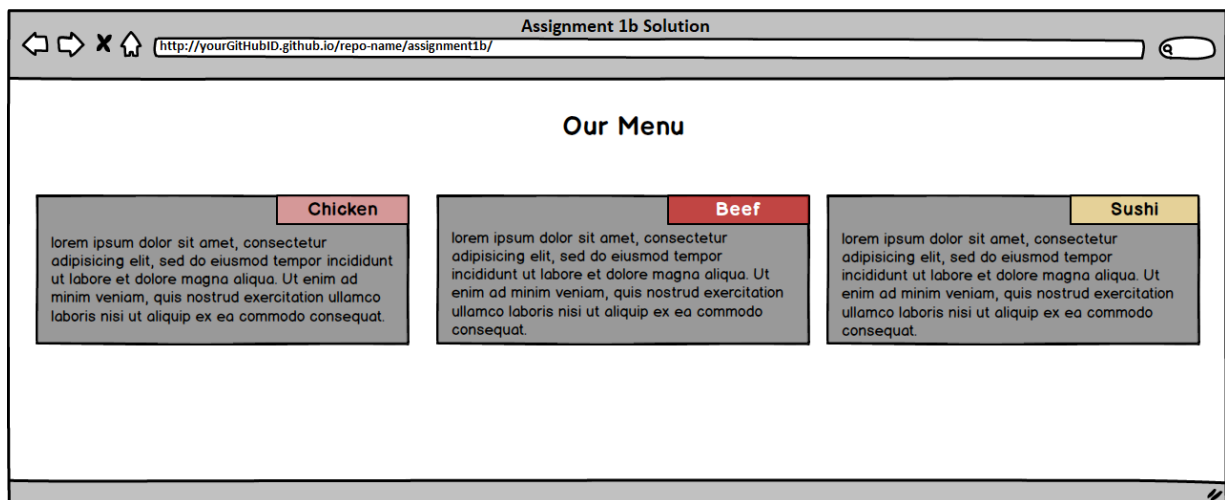 Assignment 1b Solution
http://yourGitHubID.github.io/repo-name/assignment1b/
Our Menu
Chicken
lorem ipsum dolor sit amet, consectetur
adipisicing elit, sed do eiusmod tempor incididunt
ut labore et dolore magna aliqua. Ut enim ad
minim veniam, quis nostrud exercitation ullamco
laboris nisi ut aliquip ex ea commodo consequat.
Beef
lorem ipsum dolor sit amet, consectetur
adipisicing elit, sed do eiusmod tempor
incididunt ut labore et dolore magna aliqua. Ut
enim ad minim veniam, quis nostrud exercitation
ullamco laboris nisi ut aliquip ex ea commodo
consequat.
Sushi
lorem ipsum dolor sit amet, consectetur
adipisicing elit, sed do eiusmod tempor
incididunt ut labore et dolore magna aliqua. Ut
enim ad minim veniam, quis nostrud exercitation
ullamco laboris nisi ut aliquip ex ea commodo
consequat.